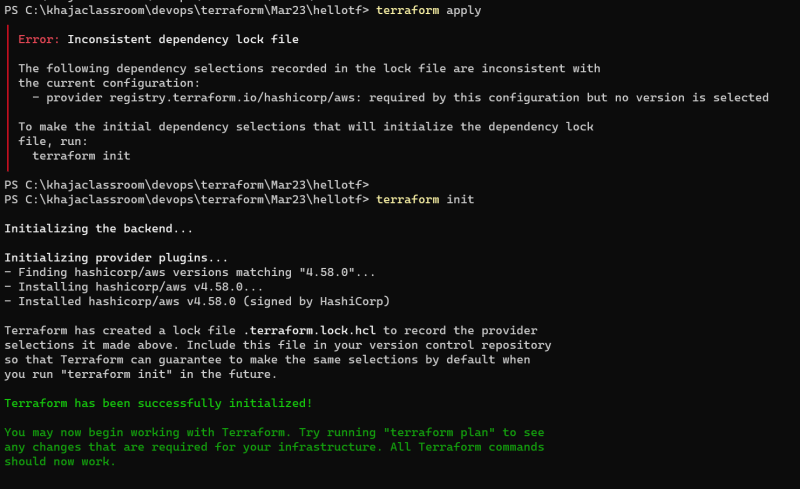 PS C:\khajaclassroom\devops\terraform\Mar23\hellotf> terraform apply
Error: Inconsistent dependency lock file
The following dependency selections recorded in the lock file are inconsistent with
the current configuration:
- provider registry.terraform.io/hashicorp/aws: required by this configuration but no version is selected
To make the initial dependency selections that will initialize the dependency lock
file, run:
terraform init
PS C:\khajaclassroom\devops\terraform\Mar23\hellotf>
PS C:\khajaclassroom\devops\terraform\Mar23\hellotf> terraform init
Initializing the backend...
Initializing provider plugins...
- Finding hashicorp/aws versions matching "4.58.0"...
- Installing hashicorp/aws v4.58.0...
- Installed hashicorp/aws v4.58.0 (signed by HashiCorp)
Terraform has created a lock file .terraform.lock.hcl to record the provider
selections it made above. Include this file in your version control repository
so that Terraform can guarantee to make the same selections by default when
you run "terraform init" in the future.
Terraform has been successfully initialized!
You may now begin working with Terraform. Try running "terraform plan" to see
any changes that are required for your infrastructure. All Terraform commands
should now work.